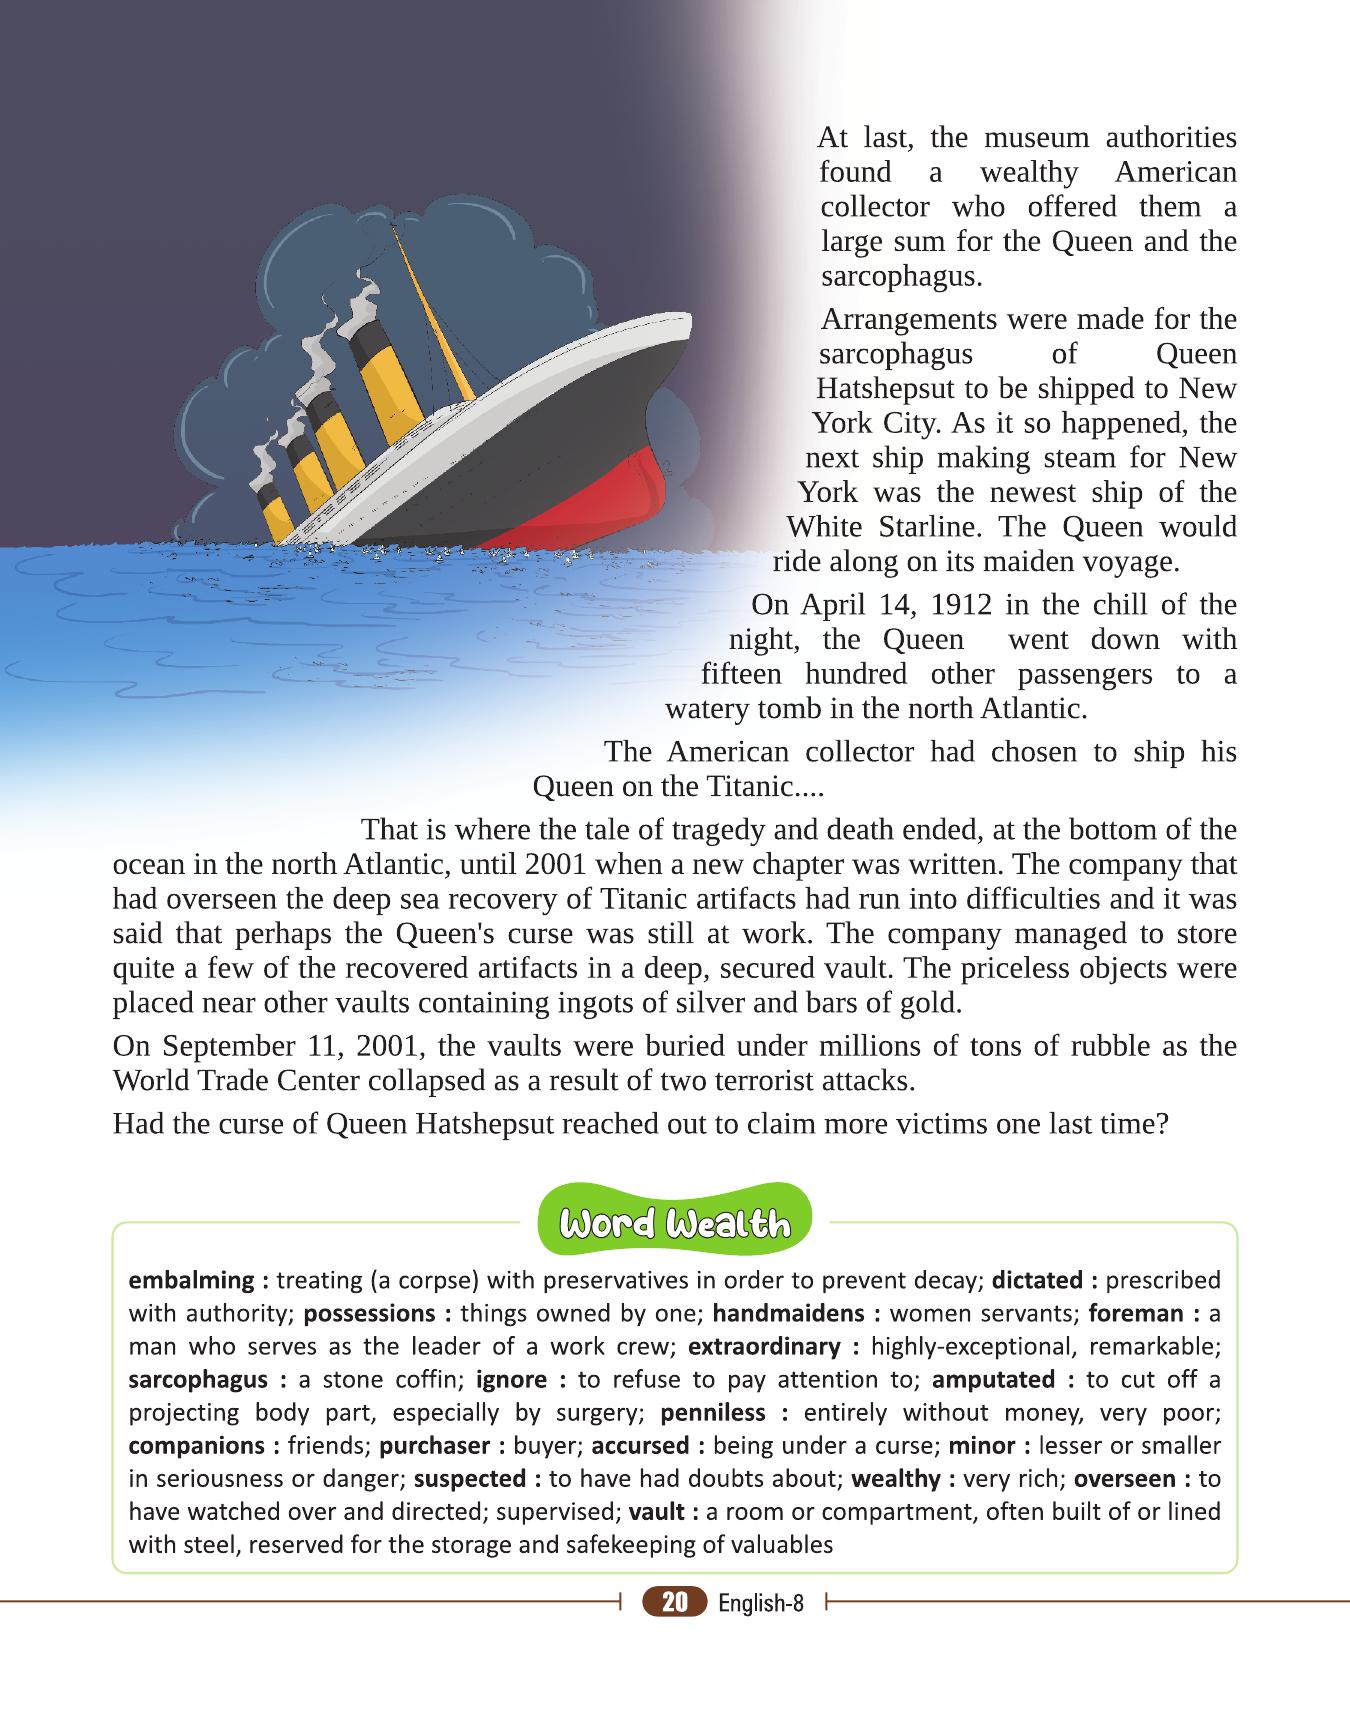 At last, the museum authorities
found a wealthy American
collector who offered them a
large sum for the Queen and the
sarcophagus.
Arrangements were made for the
sarcophagus of Queen
Hatshepsut to be shipped to New
York City. As it so happened, the
next ship making steam for New
York was the newest ship of the
White Starline. The Queen would
ride along on its maiden voyage.
On April 14, 1912 in the chill of the
night, the Queen went down with
fifteen hundred other passengers to a
watery tomb in the north Atlantic.
The American collector had chosen to ship his
Queen on the Titanic....
That is where the tale of tragedy and death ended, at the bottom of the
ocean in the north Atlantic, until 2001 when a new chapter was written. The company that
had overseen the deep sea recovery of Titanic artifacts had run into difficulties and it was
said that perhaps the Queen's curse was still at work. The company managed to store
quite a few of the recovered artifacts in a deep, secured vault. The priceless objects were
placed near other vaults containing ingots of silver and bars of gold.
On September 11, 2001, the vaults were buried under millions of tons of rubble as the
World Trade Center collapsed as a result of two terrorist attacks.
Had the curse of Queen Hatshepsut reached out to claim more victims one last time?
Word Wealth
embalming : treating (a corpse) with preservatives in order to prevent decay; dictated : prescribed
with authority; possessions : things owned by one; handmaidens : women servants; foreman : a
man who serves as the leader of a work crew; extraordinary : highly-exceptional, remarkable;
sarcophagus : a stone coffin; ignore : to refuse to pay attention to; amputated : to cut off a
projecting body part, especially by surgery; penniless : entirely without money, very poor;
companions : friends; purchaser : buyer; accursed : being under a curse; minor : lesser or smaller
in seriousness or danger; suspected : to have had doubts about; wealthy : very rich; overseen : to
have watched over and directed; supervised; vault : a room or compartment, often built of or lined
with steel, reserved for the storage and safekeeping of valuables
20 English-8